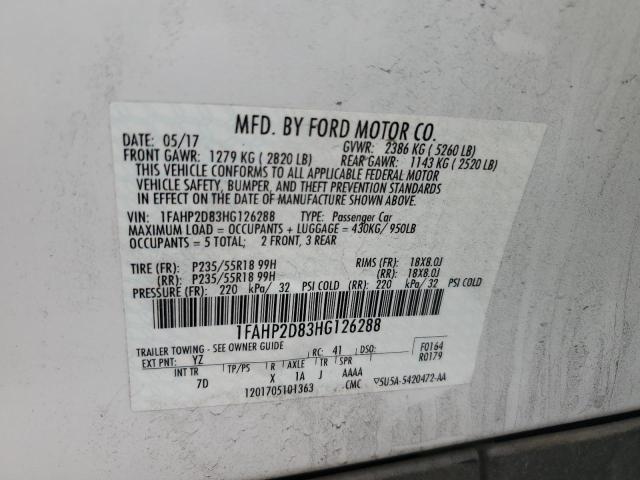 MFD. BY FORD MOTOR CO.
DATE: 05/17 GVWR: 2386 KG ( 5260 LB)
FRONT GAWR: 1279 KG ( 2820 LB) REAR GAWR: 1143 KG ( 2520 LB)
THIS VEHICLE CONFORMS TO ALL APPLICABLE FEDERAL MOTOR
VEHICLE SAFETY, BUMPER, AND THEFT PREVENTION STANDARDS
IN EFFECT ON THE DATE OF MANUFACTURE SHOWN ABOVE.
VIN: 1FAHP2D83HG126288 TYPE: Passenger Car
MAXIMUM LOAD = OCCUPANTS + LUGGAGE = 430KG/ 950LB
OCCUPANTS = 5 TOTAL; 2 FRONT, 3 REAR
TIRE (FR): P235/55R18 99H RIMS (FR): 18X8.0J
(RR): P235/55R18 99H (RR): 18X8.0J
PRESSURE (FR): 220 kPa/ 32 PSI COLD (RR): 220 kPa/ 32 PSI COLD
1FAHP2D83HG126288
TRAILER TOWING - SEE OWNER GUIDE
EXT PNT: YZ RC: 41 DSO: F0164
INT TR TP/PS R AXLE TR SPR R0179
7D X 1A J AAAA
1201705101363 CMC 5U5A-5420472-AA